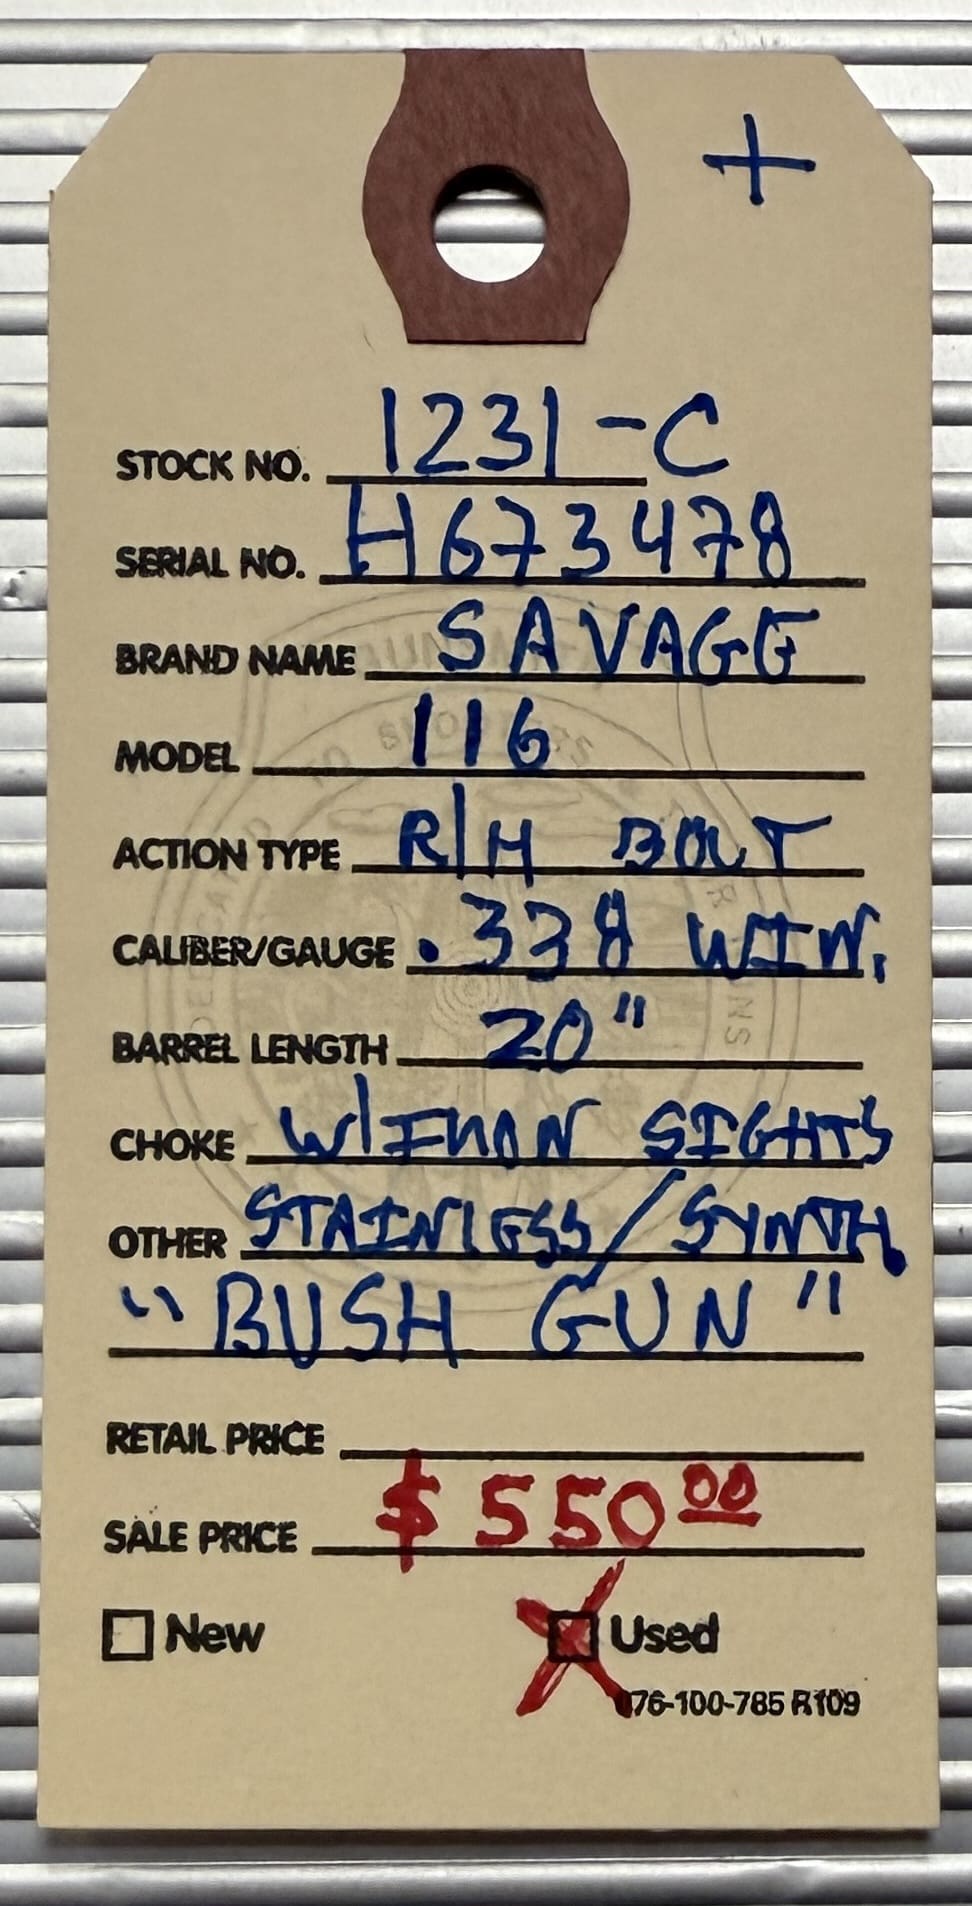 +
STOCK NO. 1231-C
SERIAL NO. H673478
BRAND NAME SAVAGE
MODEL 116
ACTION TYPE R/H BOLT
CALIBER/GAUGE .338 WIN.
BARREL LENGTH 20"
CHOKE W/IRON SIGHTS
OTHER STAINLESS/SYNTH.
"BUSH GUN"
RETAIL PRICE
SALE PRICE $550.00
New Used
076-100-785 R109